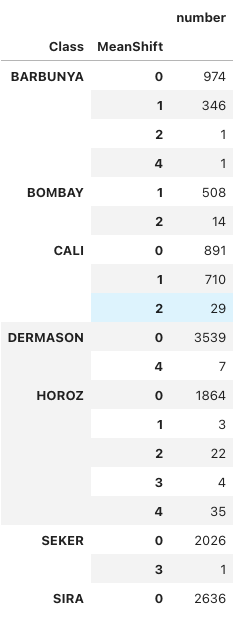 number
Class MeanShift
BARBUNYA 0 974
1 346
2 1
4 1
BOMBAY 1 508
2 14
CALI 0 891
1 710
2 29
DERMASON 0 3539
4 7
HOROZ 0 1864
1 3
2 22
3 4
4 35
SEKER 0 2026
3 1
SIRA 0 2636